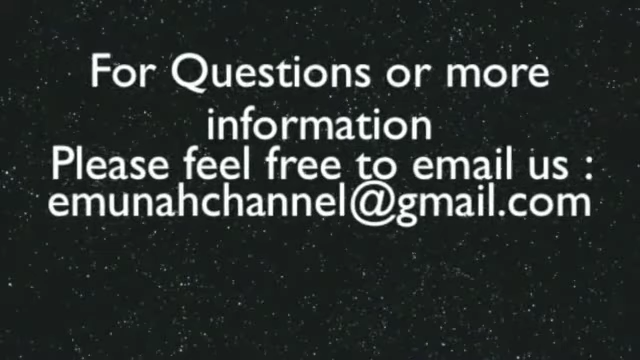 For Questions or more
information
Please feel free to email us :
emunahchannel@gmail.com